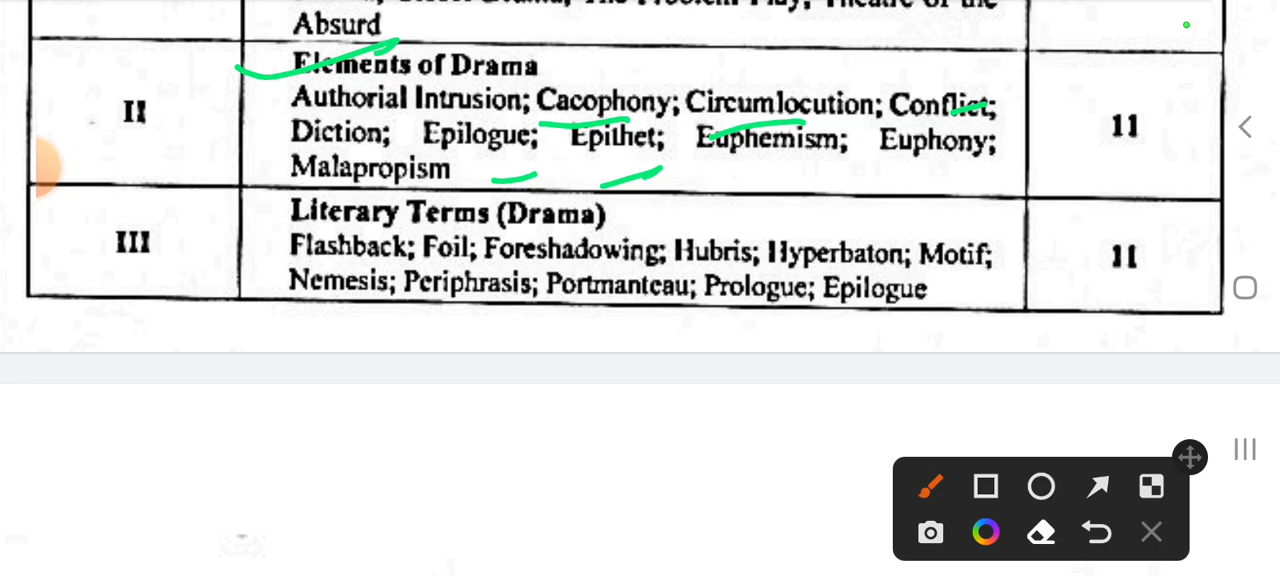 Absurd
Elements of Drama
II
Authorial Intrusion; Cacophony; Circumlocution; Conflict;
11
Diction; Epilogue; Epithet; Euphemism; Euphony;
Malapropism
Literary Terms (Drama)
III
Flashback; Foil; Foreshadowing; Hubris; Hyperbaton; Motif;
11
Nemesis; Periphrasis; Portmanteau; Prologue; Epilogue